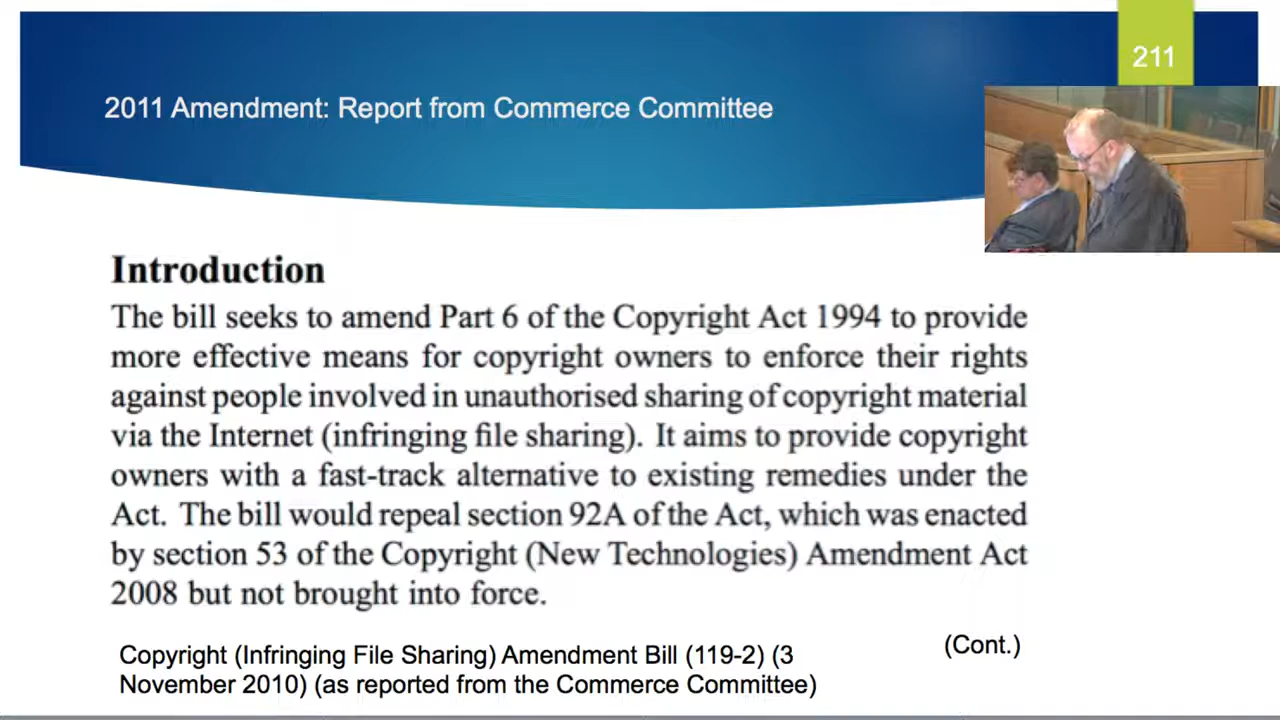 211
2011 Amendment: Report from Commerce Committee
Introduction
The bill seeks to amend Part 6 of the Copyright Act 1994 to provide
more effective means for copyright owners to enforce their rights
against people involved in unauthorised sharing of copyright material
via the Internet (infringing file sharing). It aims to provide copyright
owners with a fast-track alternative to existing remedies under the
Act. The bill would repeal section 92A of the Act, which was enacted
by section 53 of the Copyright (New Technologies) Amendment Act
2008 but not brought into force.
(Cont.)
Copyright (Infringing File Sharing) Amendment Bill (119-2) (3
November 2010) (as reported from the Commerce Committee)